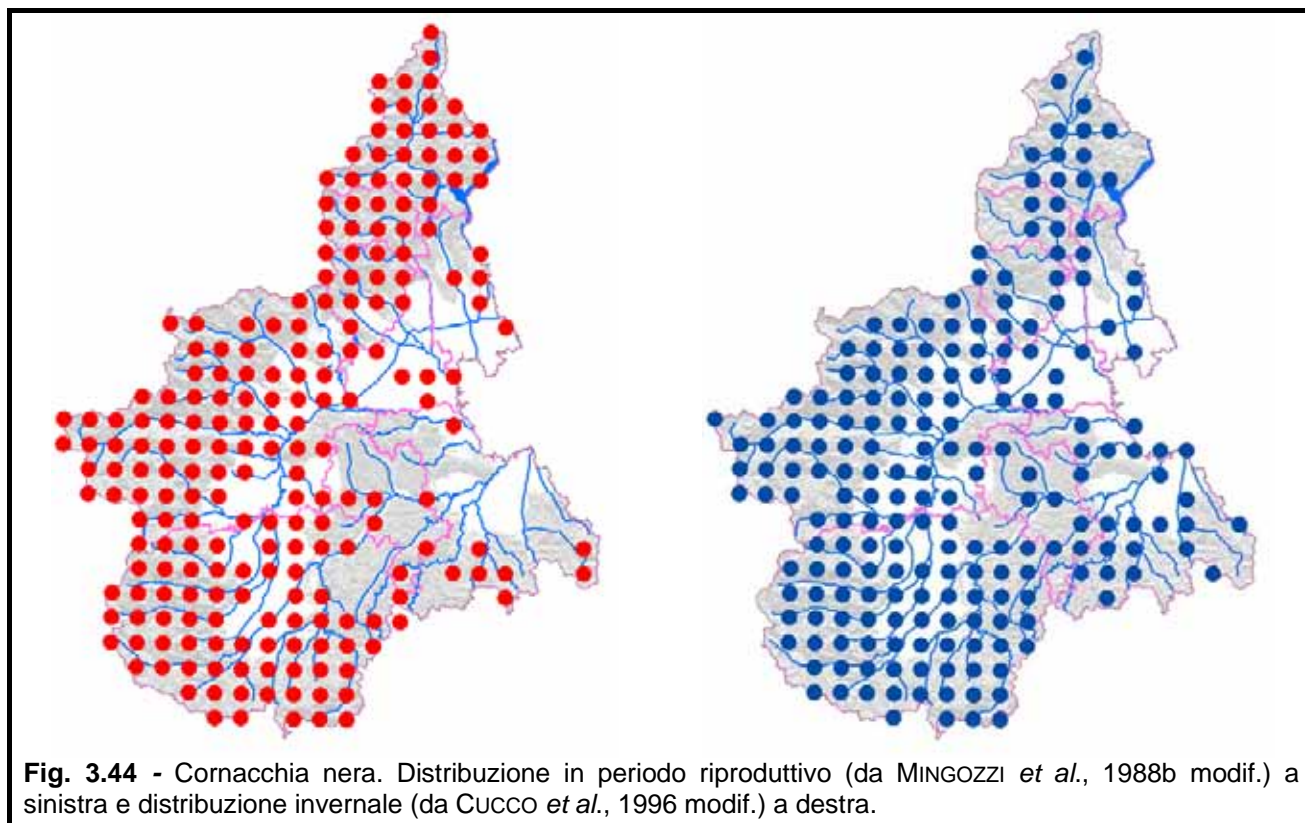 Fig. 3.44 - Cornacchia nera. Distribuzione in periodo riproduttivo (da MINGOZZI et al., 1988b modif.) a
sinistra e distribuzione invernale (da CUCCO et al., 1996 modif.) a destra.